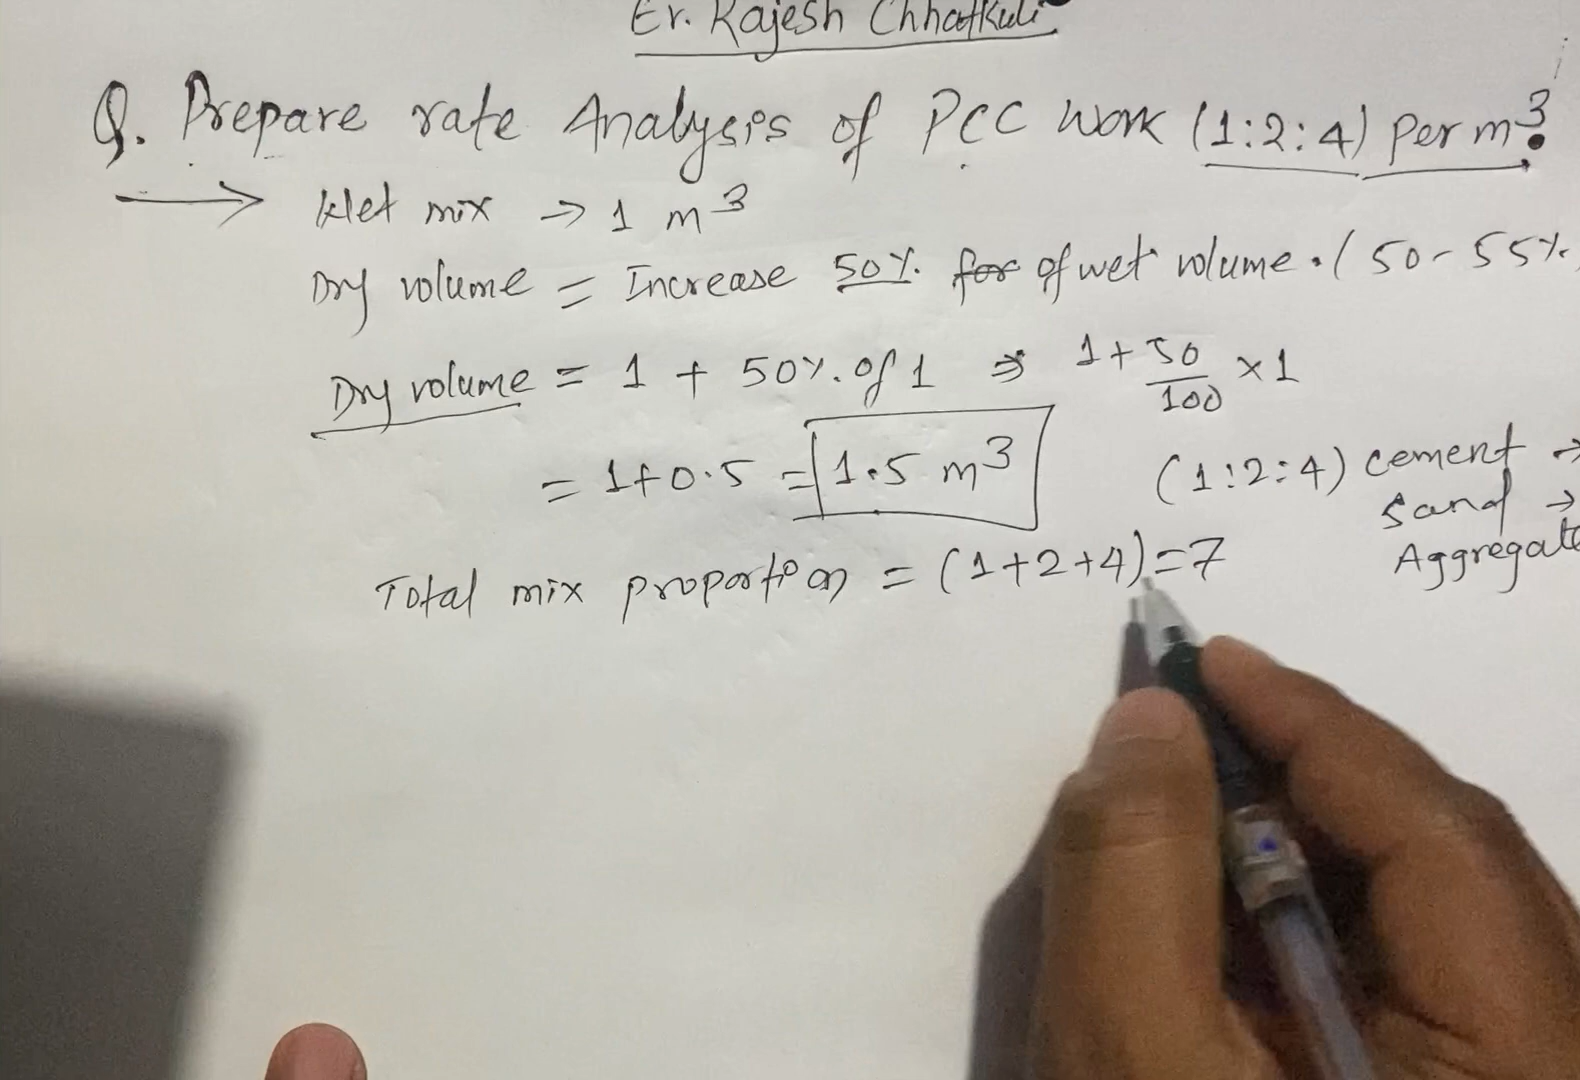 Er. Rajesh Chhatkuli
Q. Prepare rate Analysis of PCC work (1:2:4) per m³.
→ Wet mix → 1 m³
Dry volume = Increase 50% for of wet volume. ( 50 - 55%
Dry volume = 1 + 50% of 1 ⇒ 1 + 50/100 × 1
= 1+0.5 = 1.5 m³
(1:2:4) cement →
Sand →
Aggregate
Total mix proportion = (1+2+4) = 7